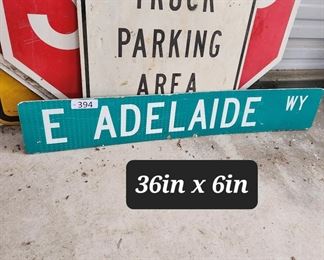 TRUCK
PARKING
AREA
394
E ADELAIDE WY
36in x 6in